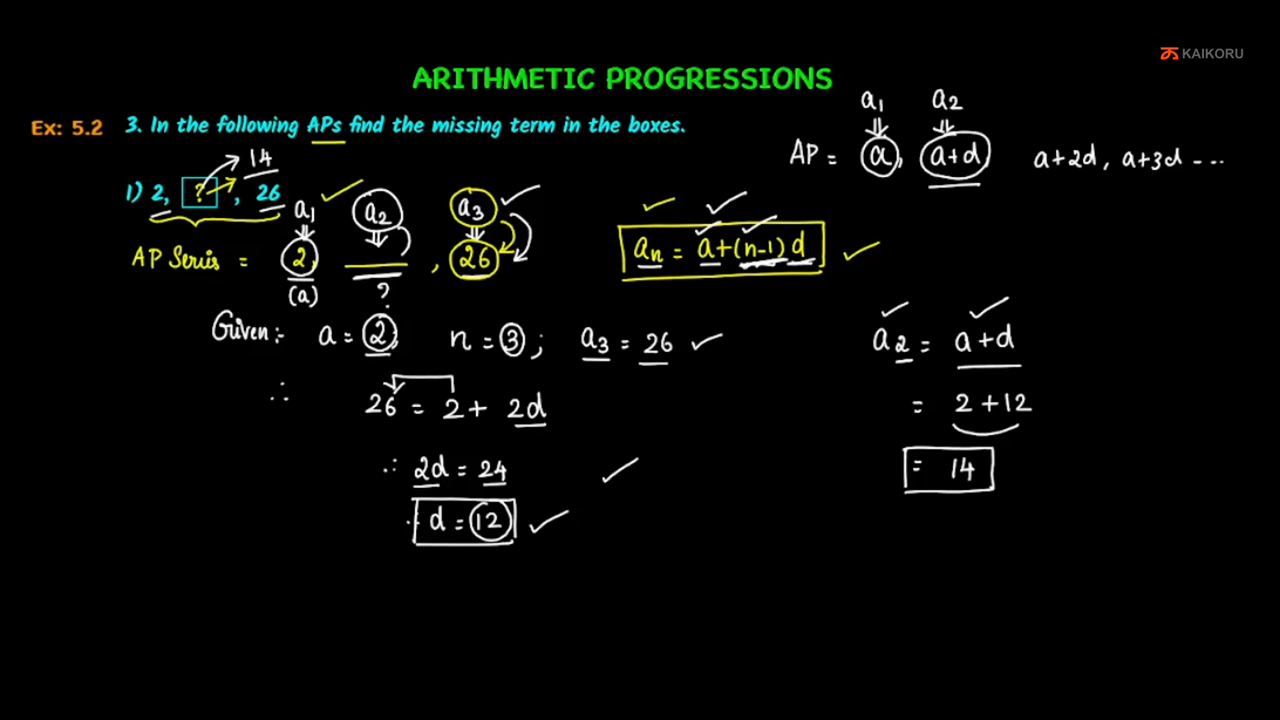 KAIKORU
ARITHMETIC PROGRESSIONS
Ex: 5.2 3. In the following APs find the missing term in the boxes.
a1 a2
AP = a, a+d a+2d, a+3d ---
14
1) 2, ?, 26
a1 a2 a3
AP Series = 2, ____, 26
(a) ?
an = a+(n-1)d
Given:- a = 2, n = 3; a3 = 26
∴ 26 = 2 + 2d
∴ 2d = 24
∴ d = 12
a2 = a+d
= 2+12
= 14